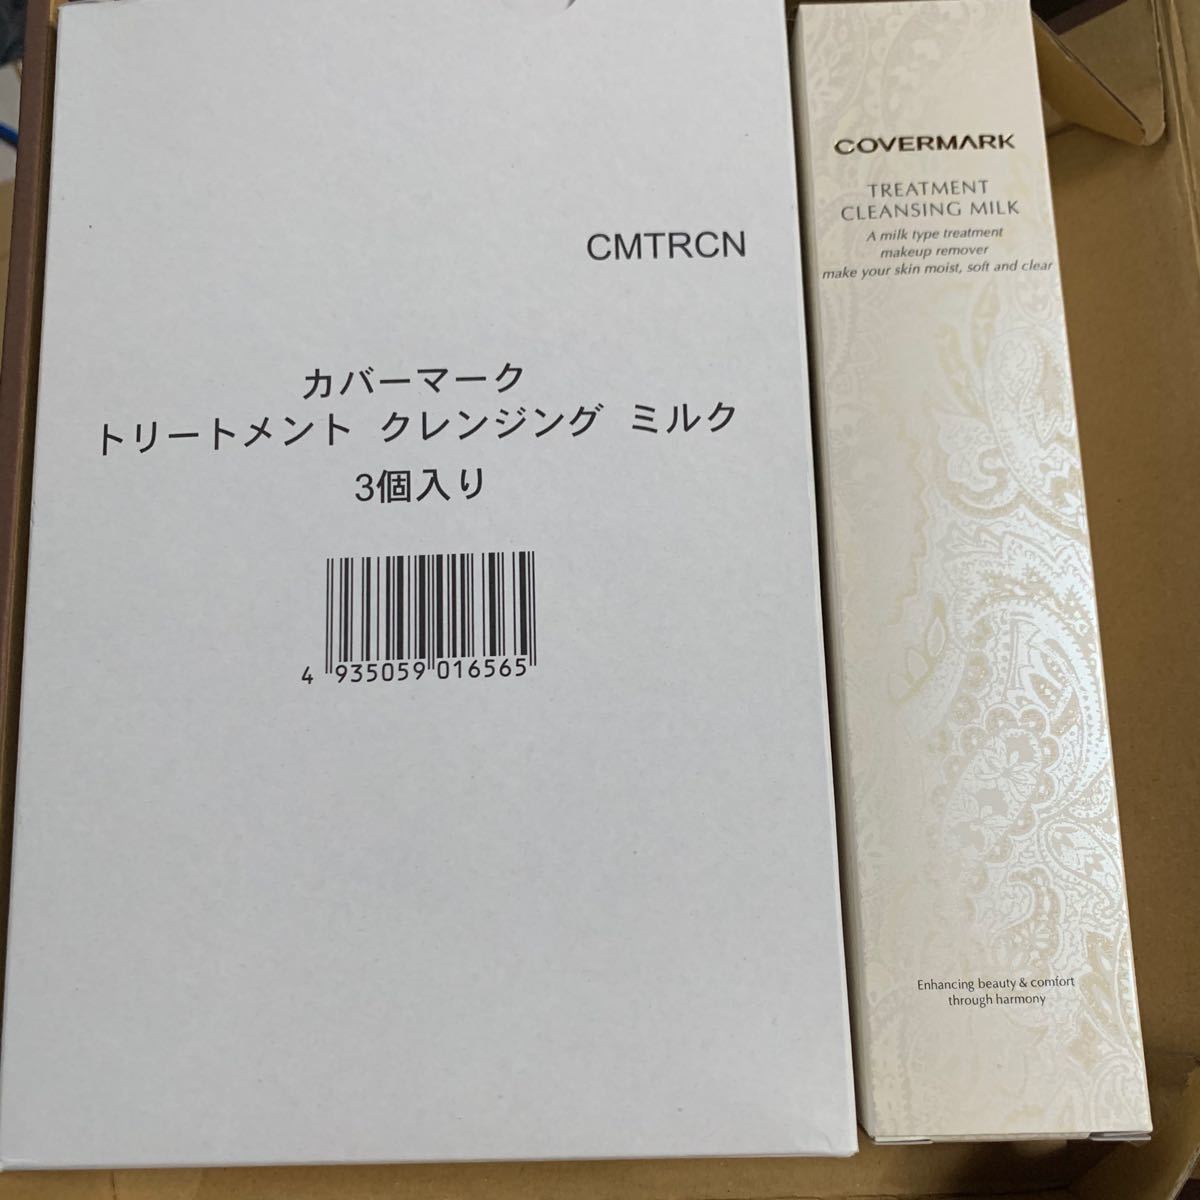 CMTRCN
カバーマーク
トリートメント クレンジング ミルク
3個入り
4 935059 016565
COVERMARK
TREATMENT
CLEANSING MILK
A milk type treatment
makeup remover
make your skin moist, soft and clear
Enhancing beauty & comfort
through harmony